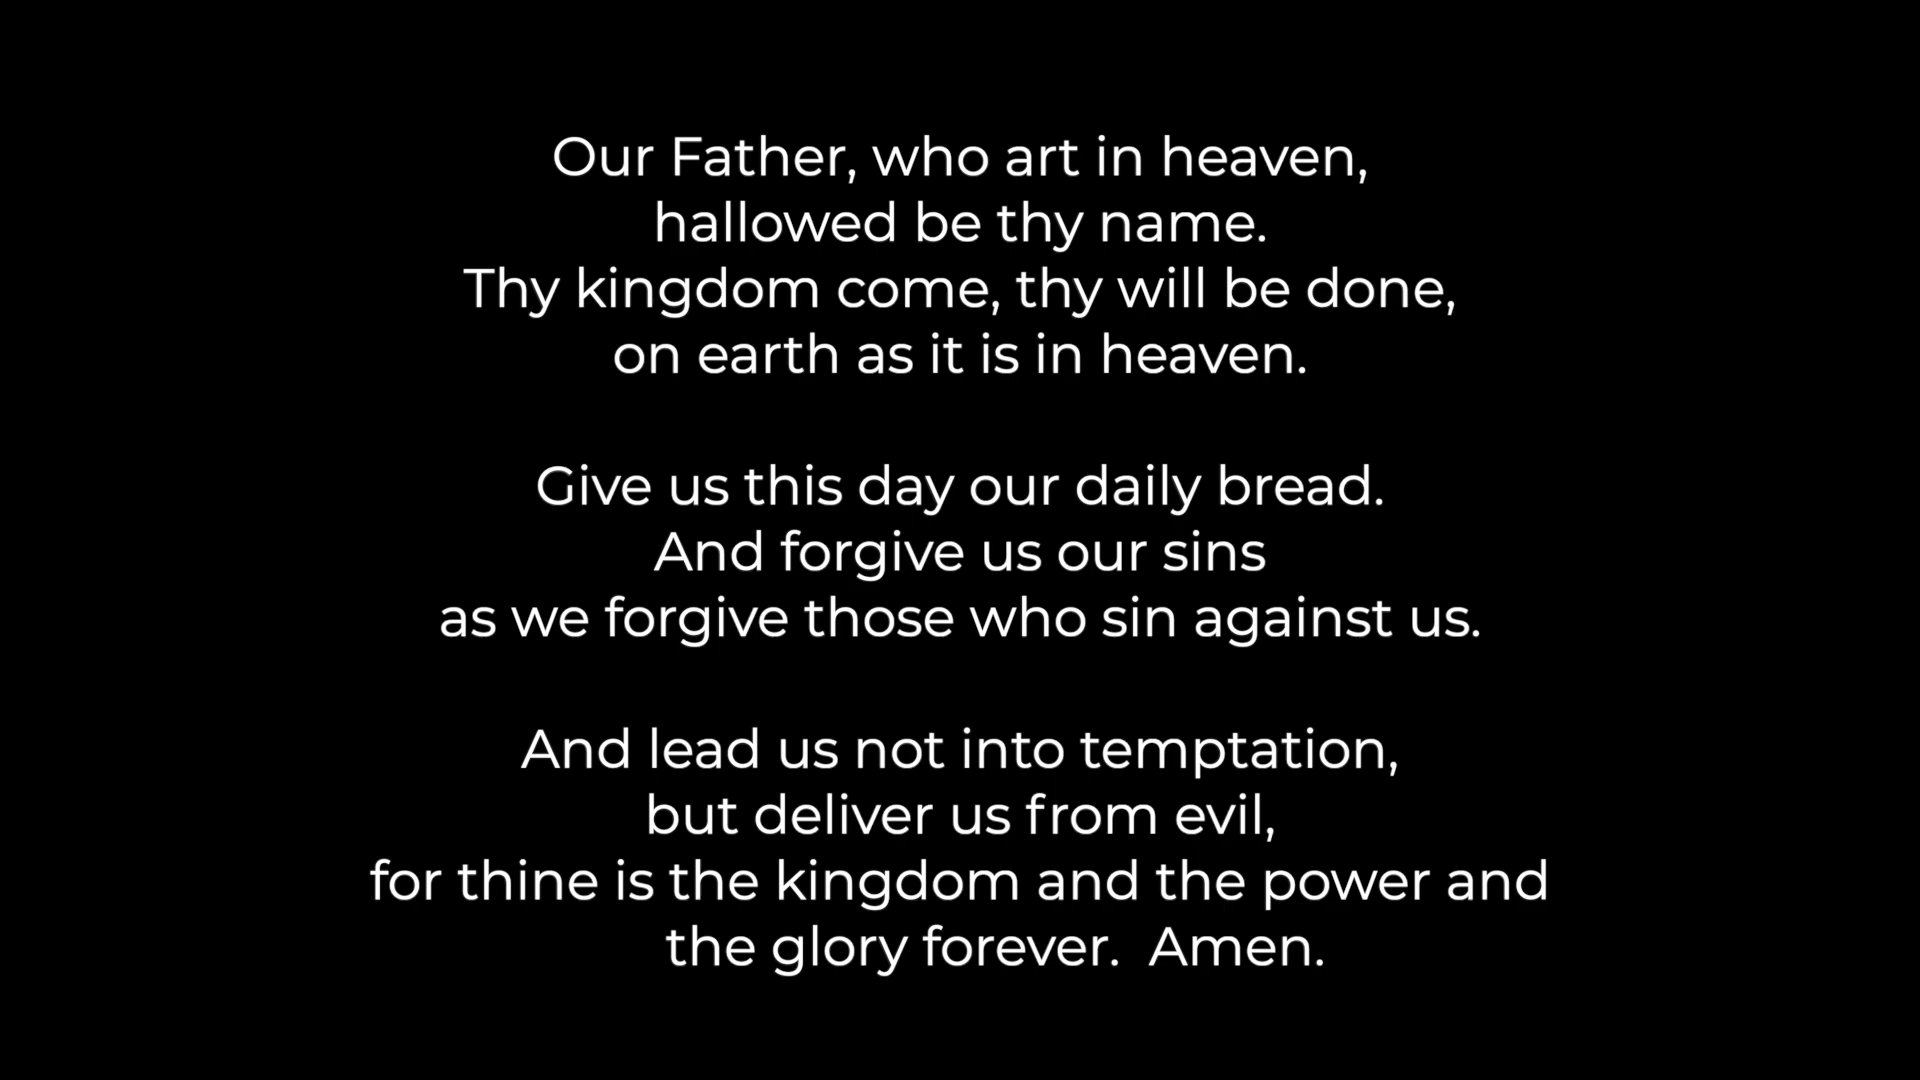 Our Father, who art in heaven,
hallowed be thy name.
Thy kingdom come, thy will be done,
on earth as it is in heaven.
Give us this day our daily bread.
And forgive us our sins
as we forgive those who sin against us.
And lead us not into temptation,
but deliver us from evil,
for thine is the kingdom and the power and
the glory forever.  Amen.